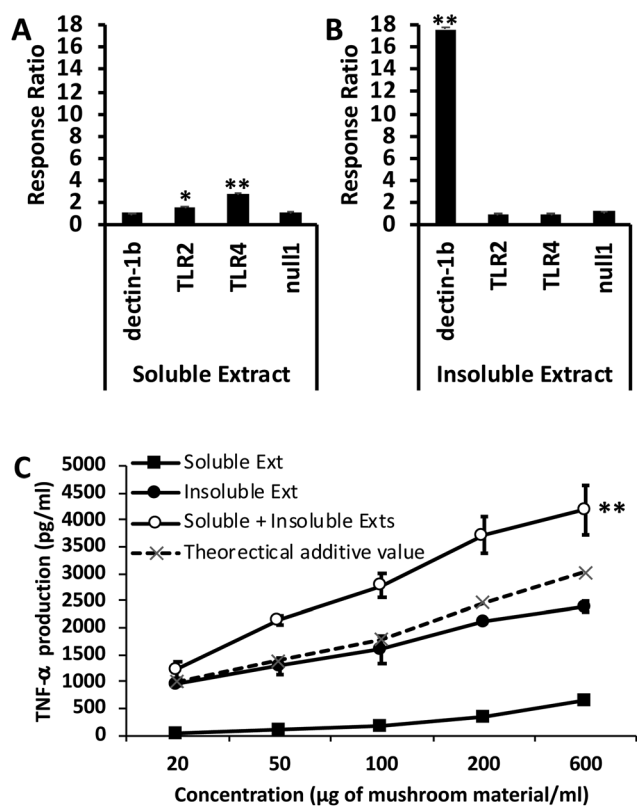 A
Response Ratio
18
16
14
12
10
8
6
4
2
0
*
**
dectin-1b
TLR2
TLR4
null1
Soluble Extract
B
Response Ratio
18
16
14
12
10
8
6
4
2
0
**
dectin-1b
TLR2
TLR4
null1
Insoluble Extract
C
TNF-α production (pg/ml)
5000
4500
4000
3500
3000
2500
2000
1500
1000
500
0
Soluble Ext
Insoluble Ext
Soluble + Insoluble Exts
Theorectical additive value
**
20 50 100 200 600
Concentration (µg of mushroom material/ml)